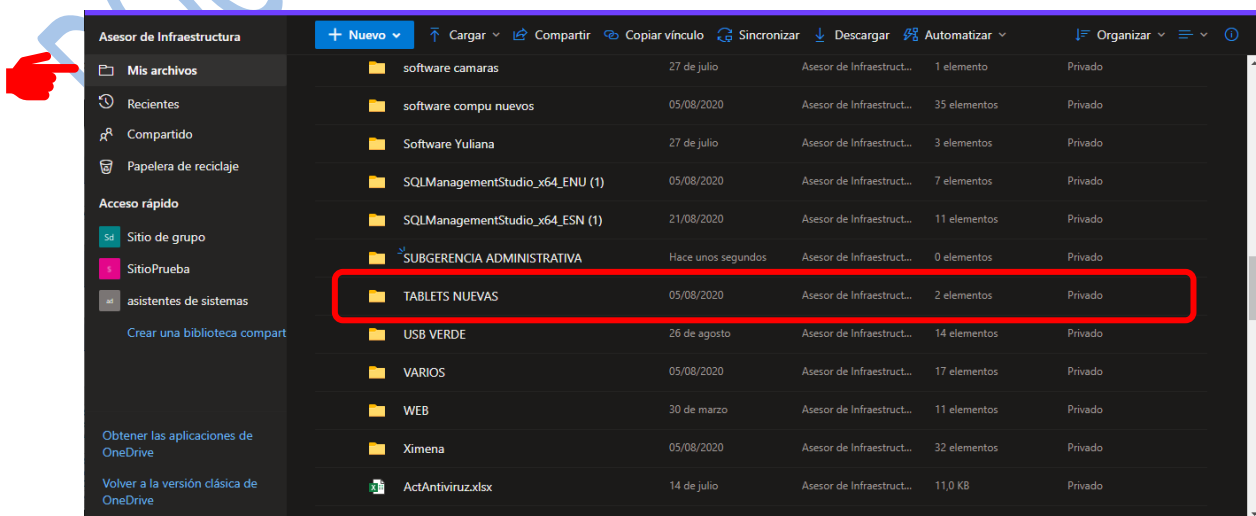 Asesor de Infraestructura
Nuevo Cargar Compartir Copiar vínculo Sincronizar Descargar Automatizar Organizar
Mis archivos
Recientes
Compartido
Papelera de reciclaje
Acceso rápido
Sd Sitio de grupo
S SitioPrueba
ad asistentes de sistemas
Crear una biblioteca compart
Obtener las aplicaciones de
OneDrive
Volver a la versión clásica de
OneDrive
software camaras 27 de julio Asesor de Infraestruct... 1 elemento Privado
software compu nuevos 05/08/2020 Asesor de Infraestruct... 35 elementos Privado
Software Yuliana 27 de julio Asesor de Infraestruct... 3 elementos Privado
SQLManagementStudio_x64_ENU (1) 05/08/2020 Asesor de Infraestruct... 7 elementos Privado
SQLManagementStudio_x64_ESN (1) 21/08/2020 Asesor de Infraestruct... 11 elementos Privado
SUBGERENCIA ADMINISTRATIVA Hace unos segundos Asesor de Infraestruct... 0 elementos Privado
TABLETS NUEVAS 05/08/2020 Asesor de Infraestruct... 2 elementos Privado
USB VERDE 26 de agosto Asesor de Infraestruct... 14 elementos Privado
VARIOS 05/08/2020 Asesor de Infraestruct... 17 elementos Privado
WEB 30 de marzo Asesor de Infraestruct... 11 elementos Privado
Ximena 05/08/2020 Asesor de Infraestruct... 32 elementos Privado
ActAntiviruz.xlsx 14 de julio Asesor de Infraestruct... 11,0 KB Privado